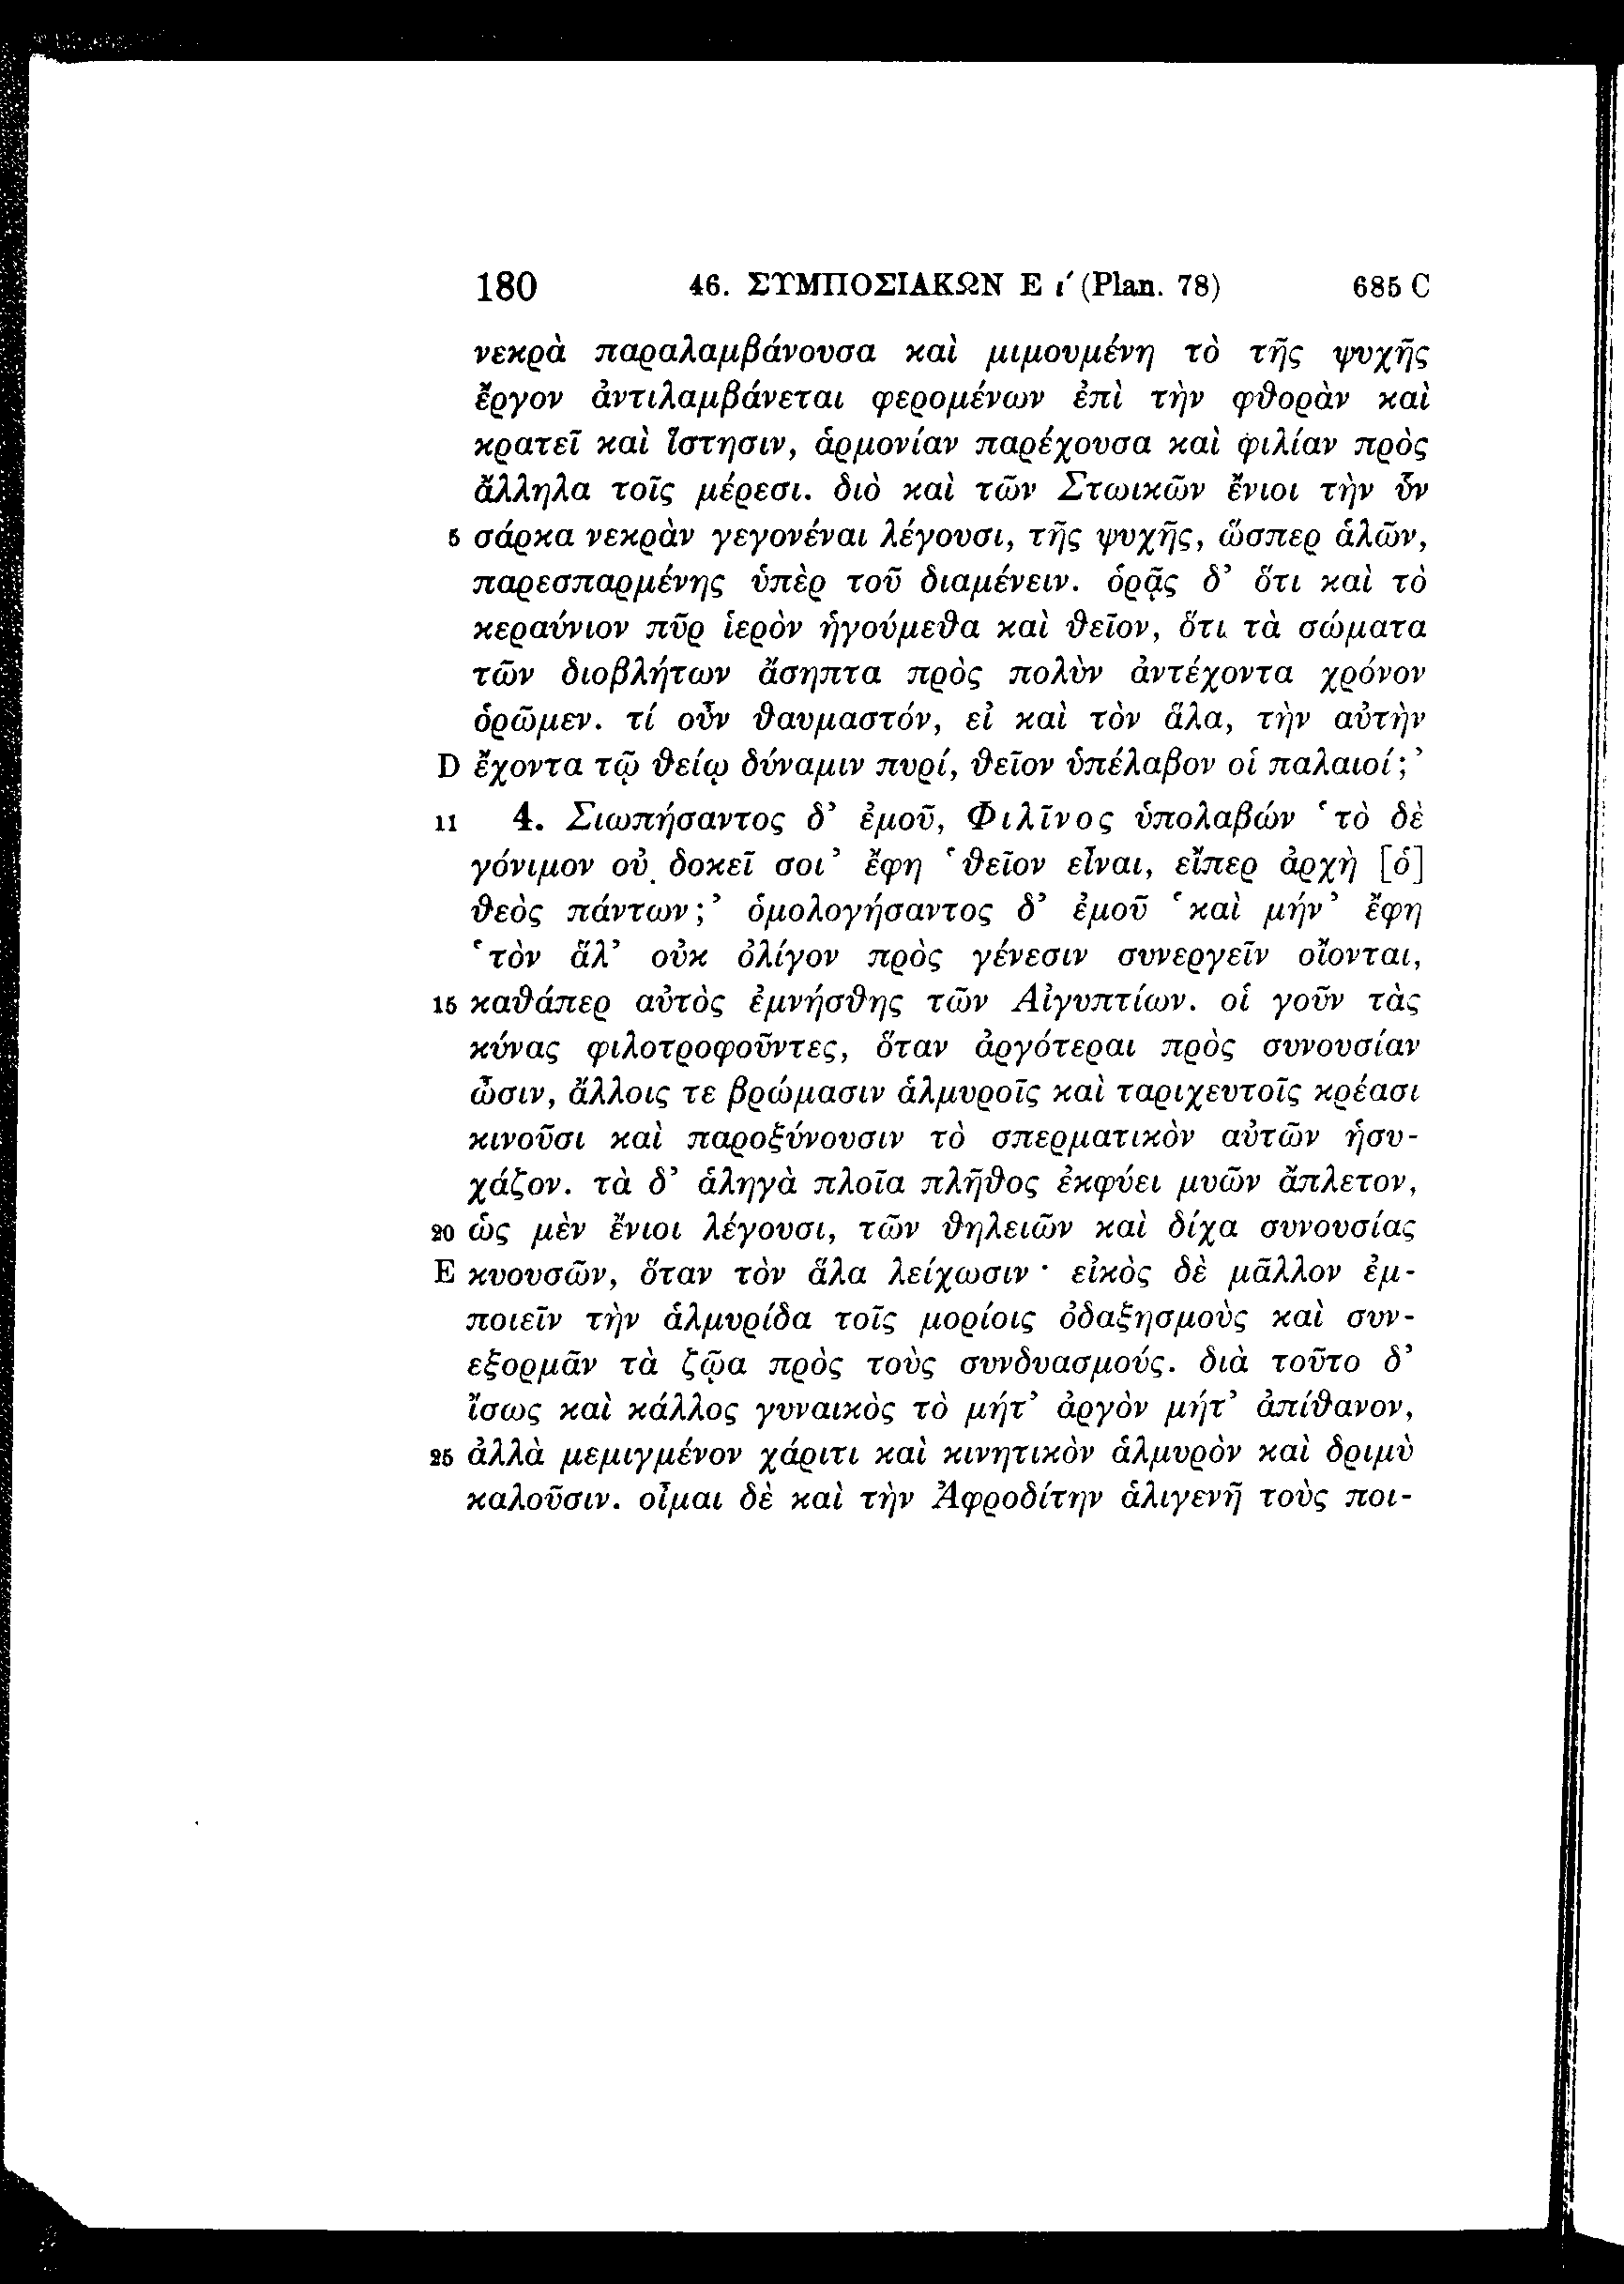 180 46. ΣΥΜΠΟΣΙΑΚΩΝ Ε ι´ (Plan. 78) 685 C
νεκρὰ παραλαμβάνουσα καὶ μιμουμένη τὸ τῆς ψυχῆς
ἔργον ἀντιλαμβάνεται φερομένων ἐπὶ τὴν φθορὰν καὶ
κρατεῖ καὶ ἵστησιν, ἁρμονίαν παρέχουσα καὶ φιλίαν πρὸς
ἄλληλα τοῖς μέρεσι. διὸ καὶ τῶν Στωικῶν ἔνιοι τὴν ὗν
5 σάρκα νεκρὰν γεγονέναι λέγουσι, τῆς ψυχῆς, ὥσπερ ἁλῶν,
παρεσπαρμένης ὑπὲρ τοῦ διαμένειν. ὁρᾷς δ’ ὅτι καὶ τὸ
κεραύνιον πῦρ ἱερὸν ἡγούμεθα καὶ θεῖον, ὅτι τὰ σώματα
τῶν διοβλήτων ἄσηπτα πρὸς πολὺν ἀντέχοντα χρόνον
ὁρῶμεν. τί οὖν θαυμαστόν, εἰ καὶ τὸν ἅλα, τὴν αὐτὴν
D ἔχοντα τῷ θείῳ δύναμιν πυρί, θεῖον ὑπέλαβον οἱ παλαιοί;’
11 4. Σιωπήσαντος δ’ ἐμοῦ, Φιλῖνος ὑπολαβών ‘τὸ δὲ
γόνιμον οὐ δοκεῖ σοι’ ἔφη ‘θεῖον εἶναι, εἴπερ ἀρχὴ [ὁ]
θεὸς πάντων;’ ὁμολογήσαντος δ’ ἐμοῦ ‘καὶ μήν’ ἔφη
‘τὸν ἅλ’ οὐκ ὀλίγον πρὸς γένεσιν συνεργεῖν οἴονται,
15 καθάπερ αὐτὸς ἐμνήσθης τῶν Αἰγυπτίων. οἱ γοῦν τὰς
κύνας φιλοτροφοῦντες, ὅταν ἀργότεραι πρὸς συνουσίαν
ὦσιν, ἄλλοις τε βρώμασιν ἁλμυροῖς καὶ ταριχευτοῖς κρέασι
κινοῦσι καὶ παροξύνουσιν τὸ σπερματικὸν αὐτῶν ἡσυ-
χάζον. τὰ δ’ ἁληγὰ πλοῖα πλῆθος ἐκφύει μυῶν ἄπλετον,
20 ὡς μὲν ἔνιοι λέγουσι, τῶν θηλειῶν καὶ δίχα συνουσίας
E κυουσῶν, ὅταν τὸν ἅλα λείχωσιν · εἰκὸς δὲ μᾶλλον ἐμ-
ποιεῖν τὴν ἁλμυρίδα τοῖς μορίοις ὀδαξησμοὺς καὶ συν-
εξορμᾶν τὰ ζῷα πρὸς τοὺς συνδυασμούς. διὰ τοῦτο δ’
ἴσως καὶ κάλλος γυναικὸς τὸ μήτ’ ἀργὸν μήτ’ ἀπίθανον,
25 ἀλλὰ μεμιγμένον χάριτι καὶ κινητικὸν ἁλμυρὸν καὶ δριμὺ
καλοῦσιν. οἶμαι δὲ καὶ τὴν Ἀφροδίτην ἁλιγενῆ τοὺς ποι-